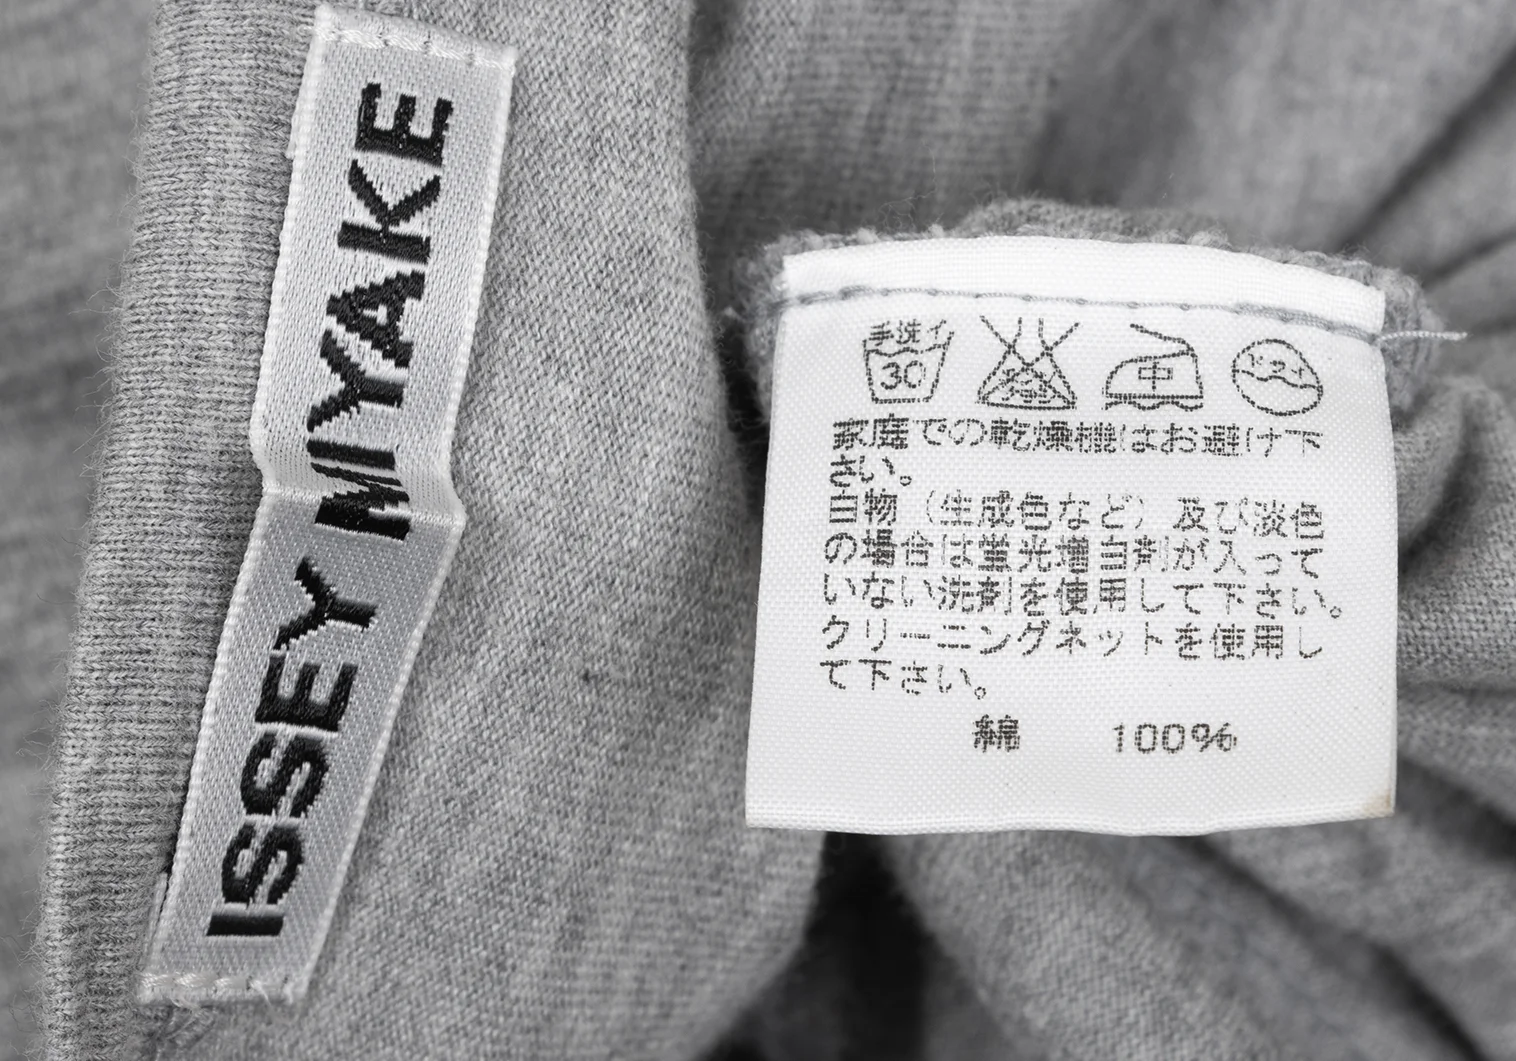 ISSEY MIYAKE
手洗イ
30
中
ドライ
家庭での乾燥機はお避け下
さい。
白物（生成色など）及び淡色
の場合は蛍光増白剤が入って
いない洗剤を使用して下さい。
クリーニングネットを使用し
て下さい。
綿 100%